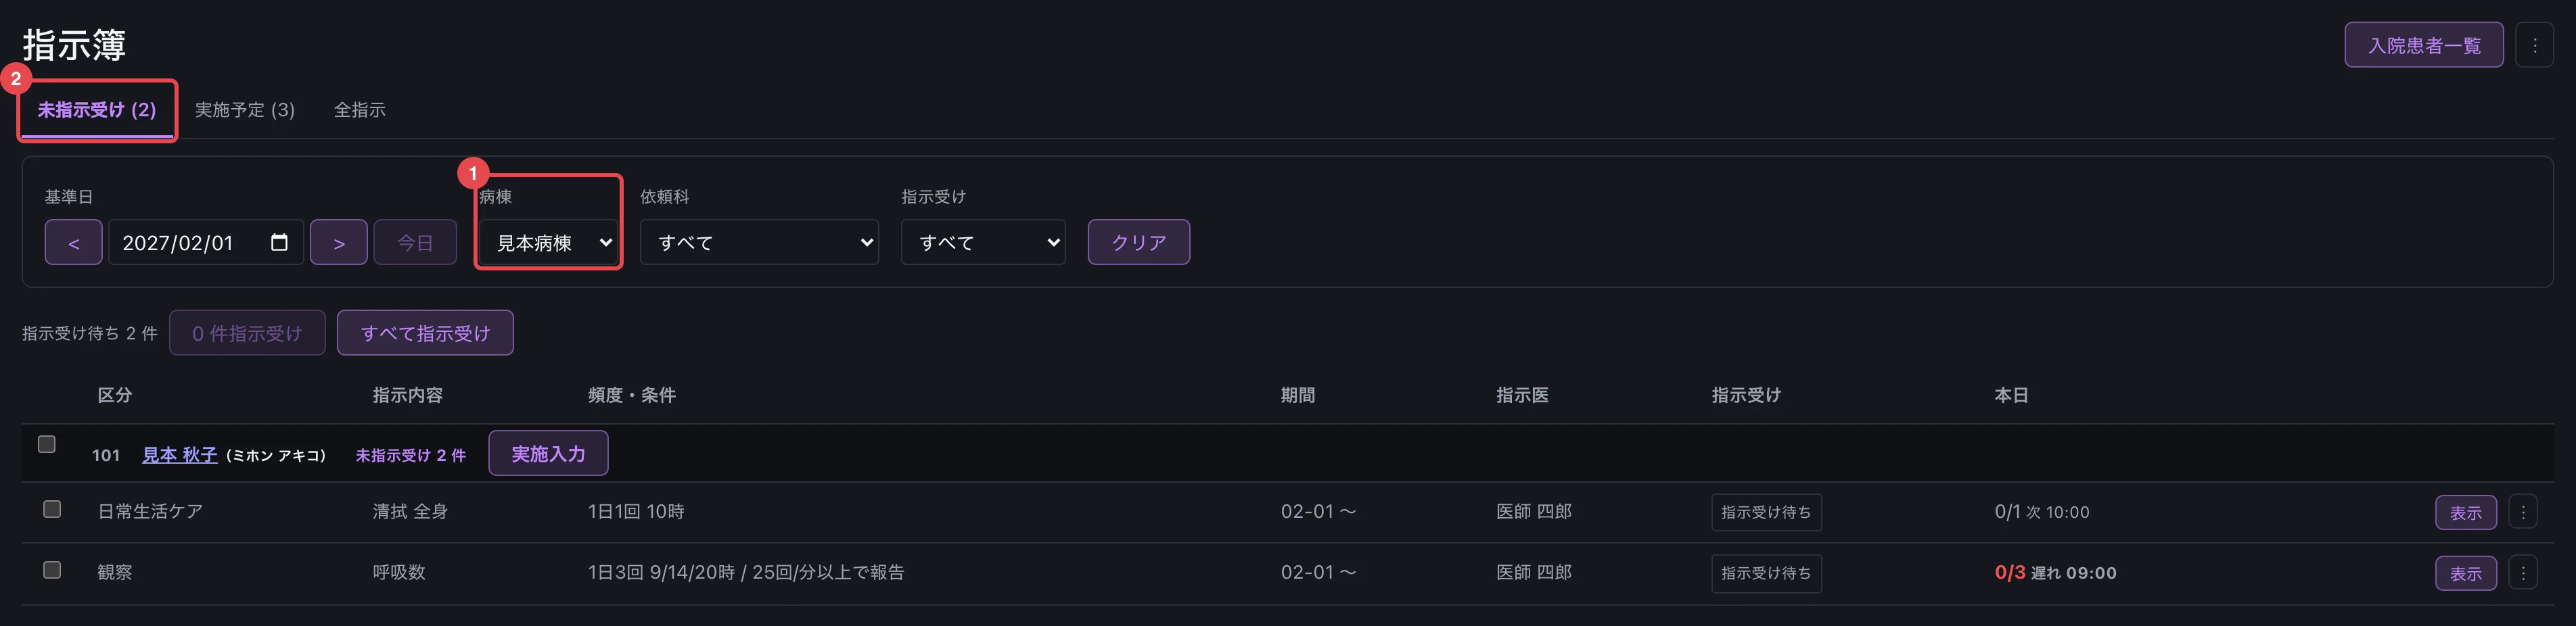 指示簿
入院患者一覧 ⋮
2
未指示受け (2) 実施予定 (3) 全指示
1
基準日 病棟 依頼科 指示受け
< 2027/02/01 > 今日 見本病棟 すべて すべて クリア
指示受け待ち 2 件 0 件指示受け すべて指示受け
区分 指示内容 頻度・条件 期間 指示医 指示受け 本日
101 見本 秋子 (ミホン アキコ) 未指示受け 2 件 実施入力
日常生活ケア 清拭 全身 1日1回 10時 02-01 〜 医師 四郎 指示受け待ち 0/1 次 10:00 表示 ⋮
観察 呼吸数 1日3回 9/14/20時 / 25回/分以上で報告 02-01 〜 医師 四郎 指示受け待ち 0/3 遅れ 09:00 表示 ⋮